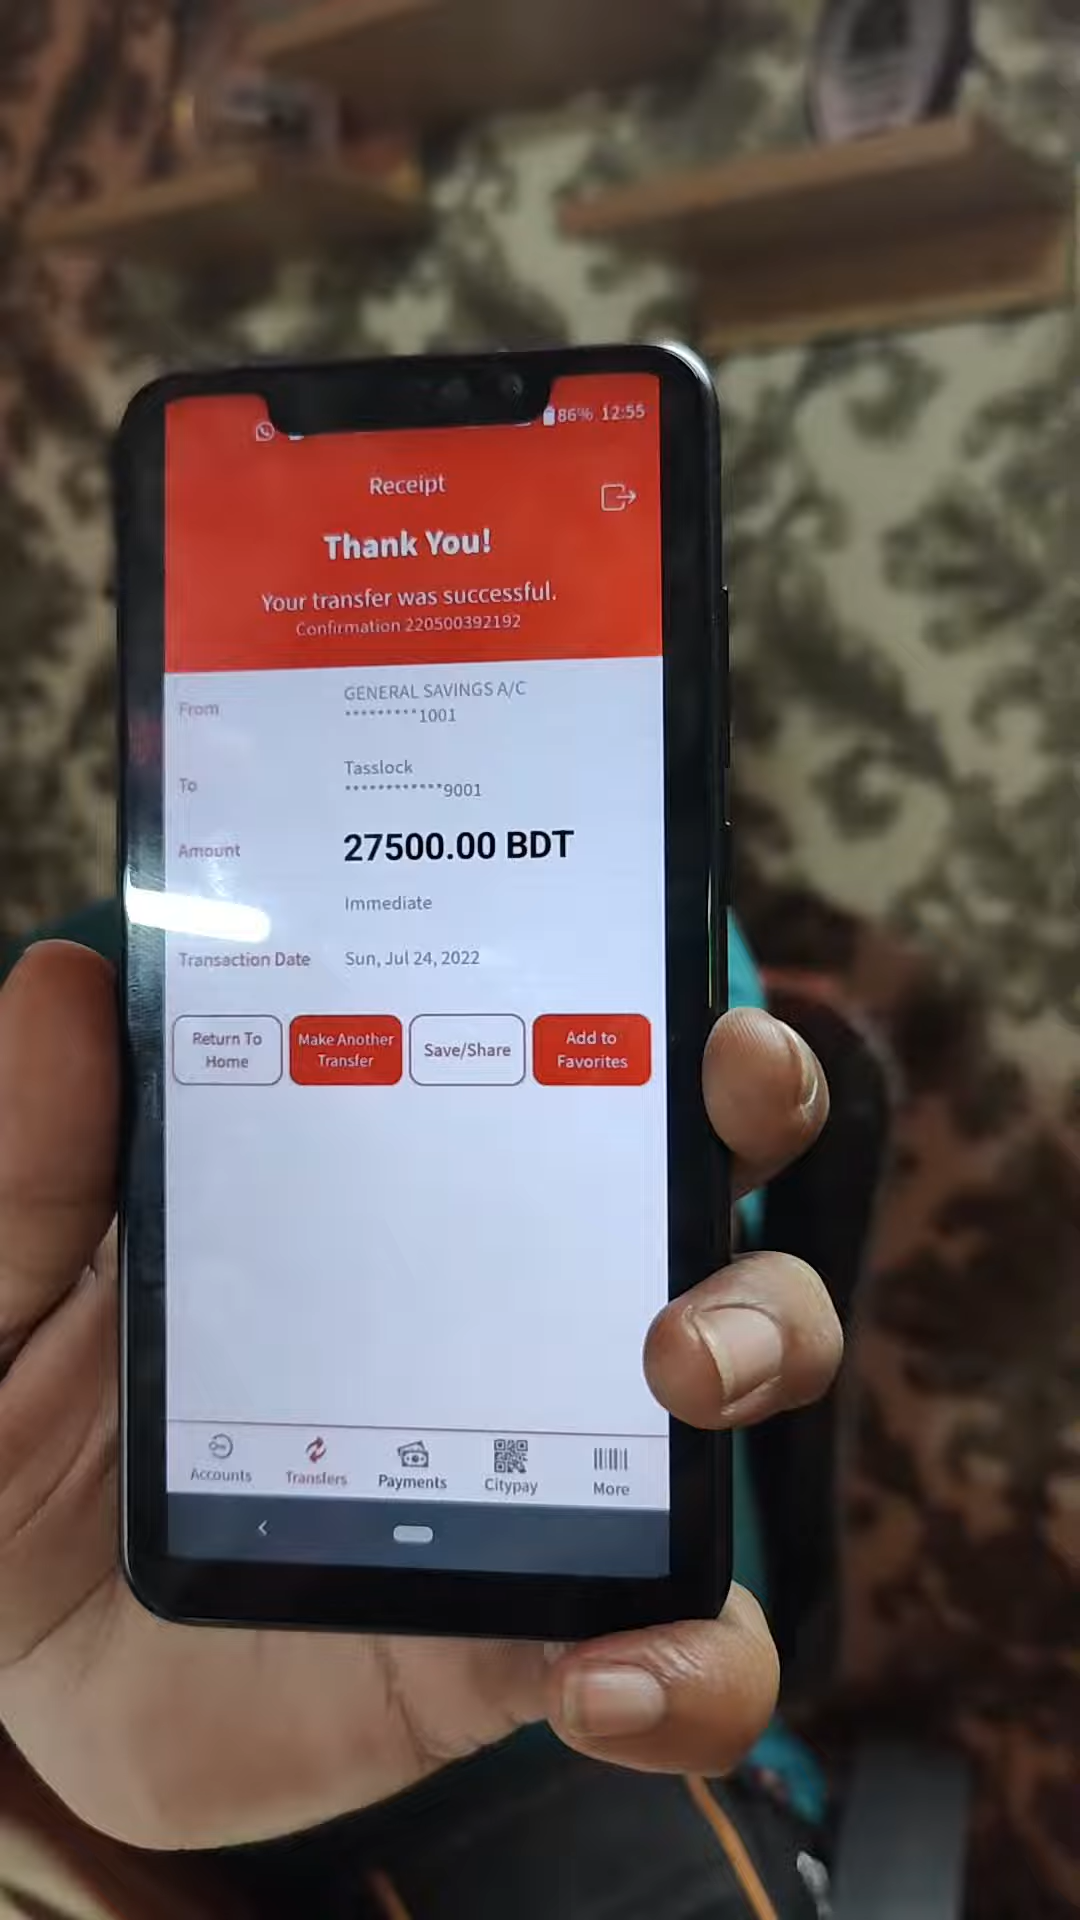 86% 12:55
Receipt
Thank You!
Your transfer was successful.
Confirmation 220500392192
From
GENERAL SAVINGS A/C
*********1001
To
Tasslock
************9001
Amount
27500.00 BDT
Immediate
Transaction Date
Sun, Jul 24, 2022
Return To
Home
Make Another
Transfer
Save/Share
Add to
Favorites
Accounts
Transfers
Payments
Citypay
More